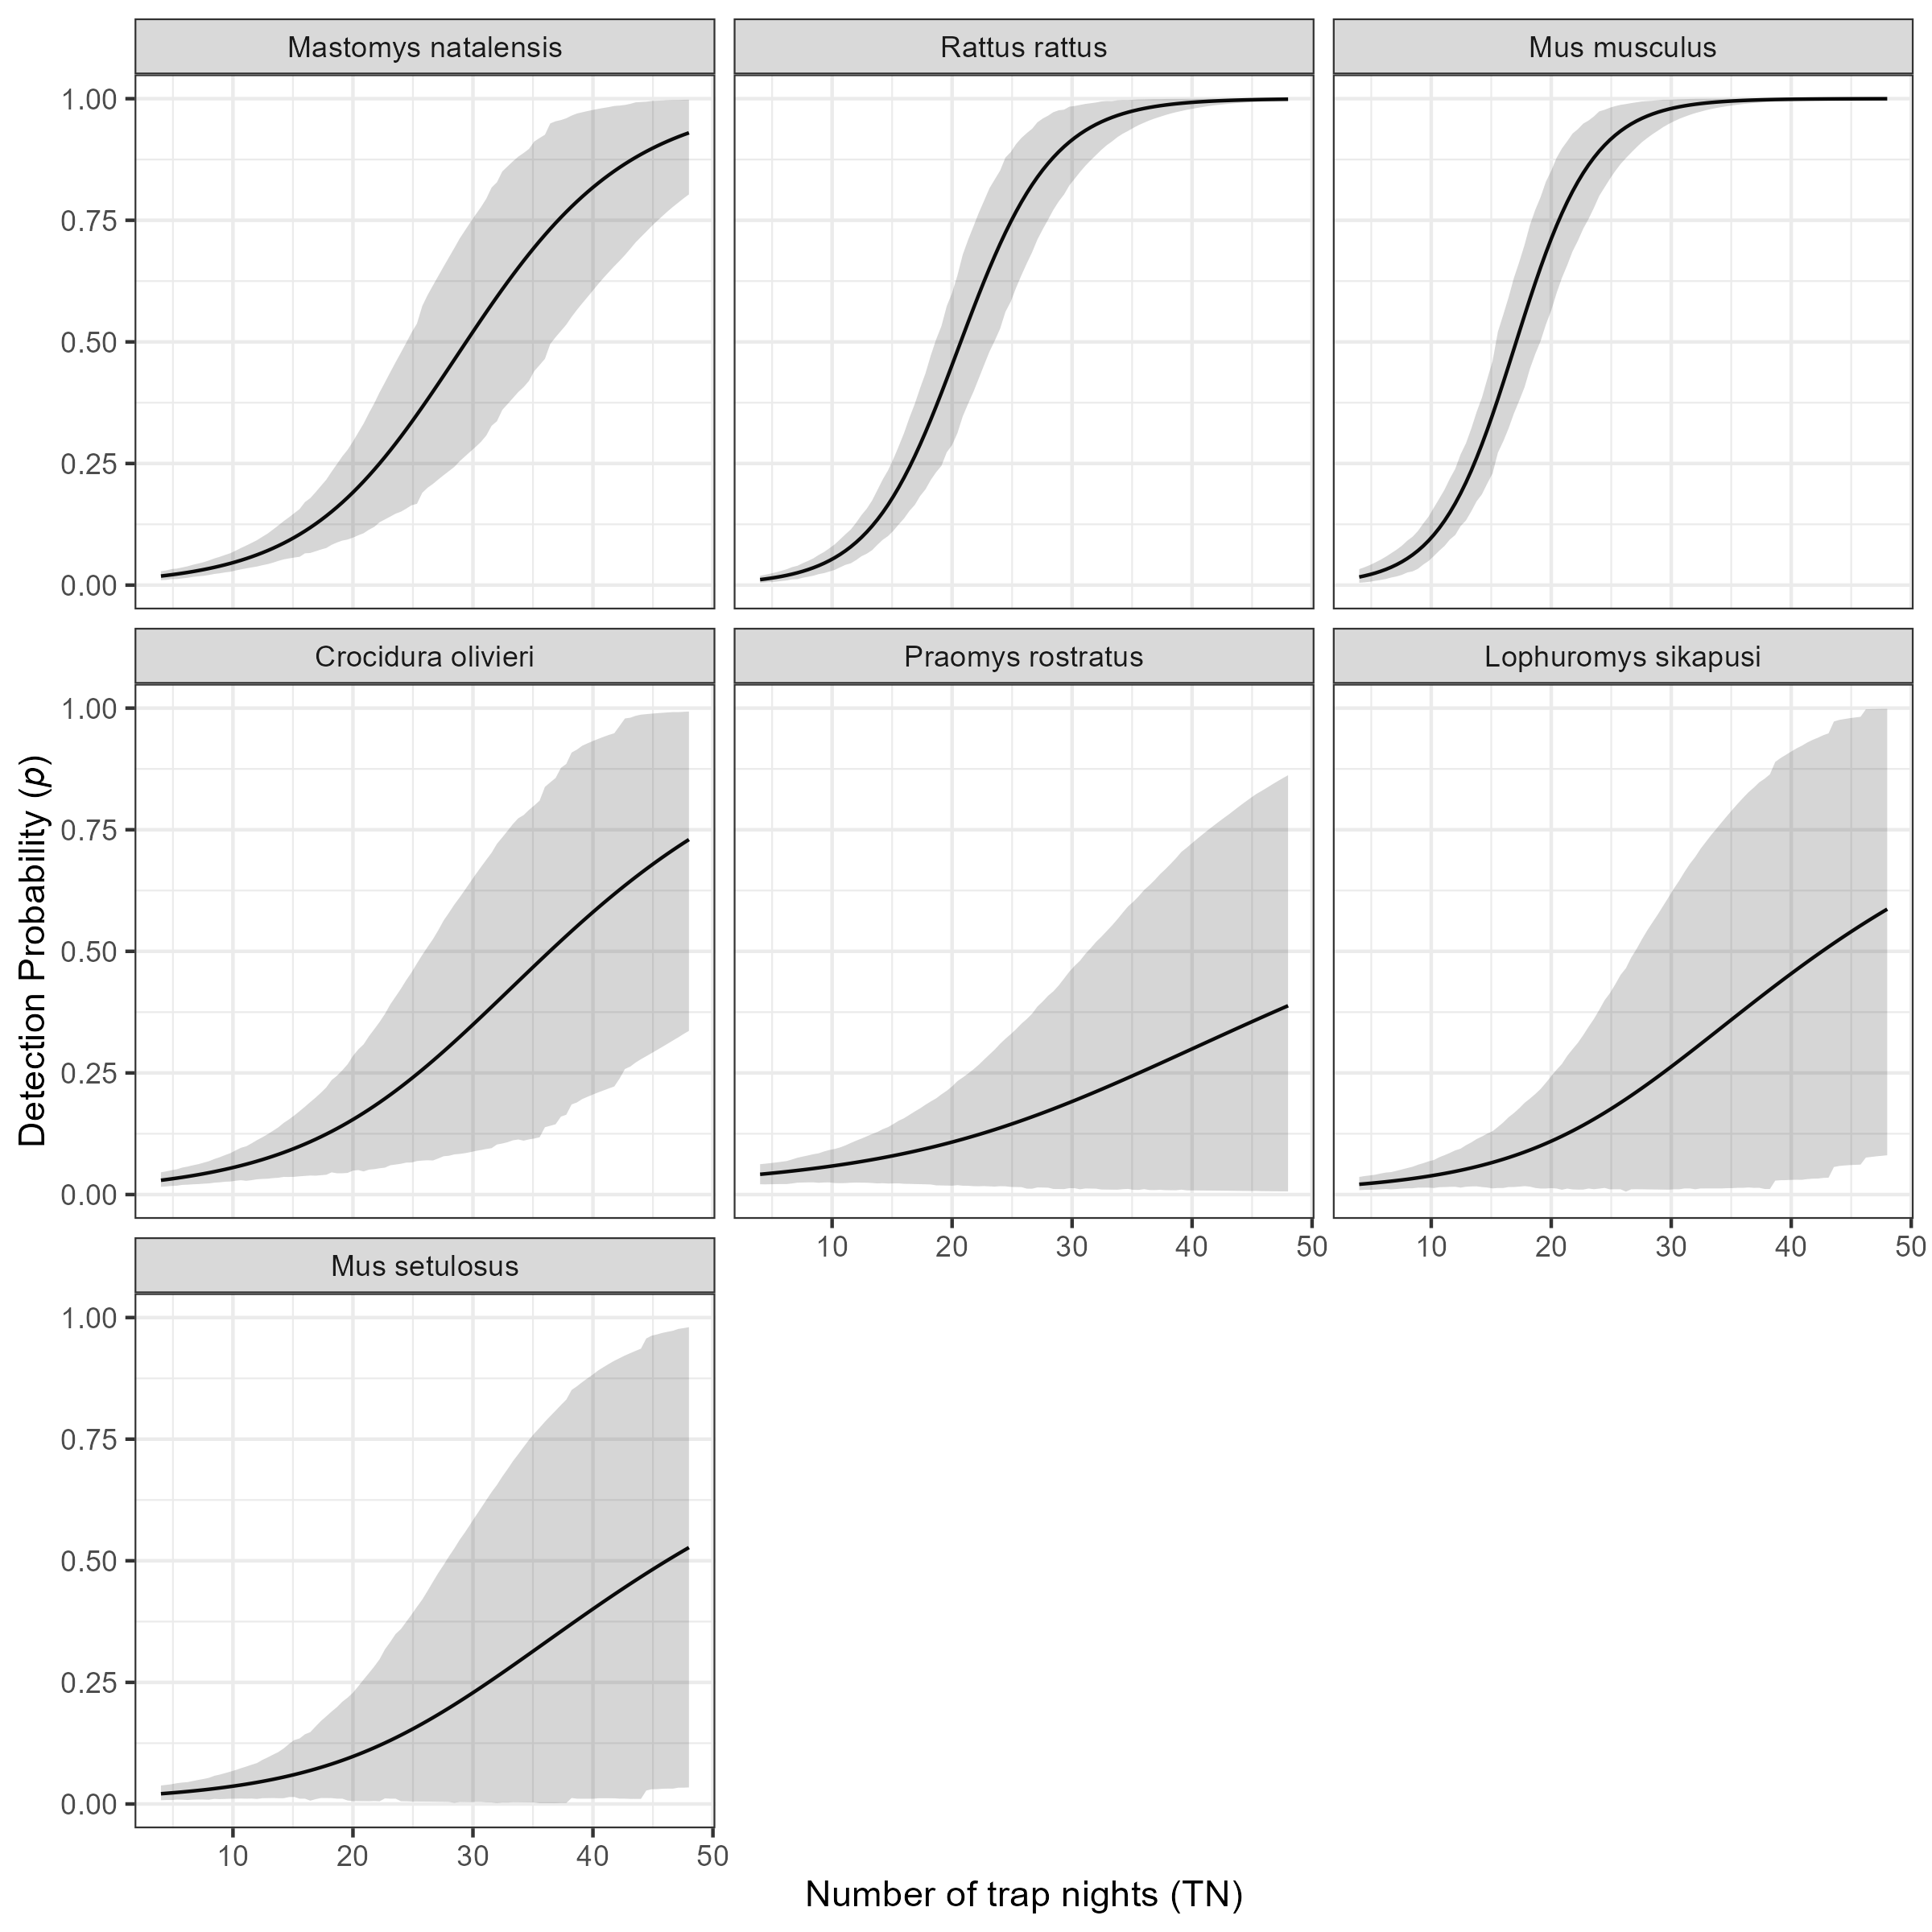 Mastomys natalensis
Rattus rattus
Mus musculus
1.00
0.75
0.50
0.25
0.00
Crocidura olivieri
Praomys rostratus
Lophuromys sikapusi
Detection Probability (p)
1.00
0.75
0.50
0.25
0.00
10 20 30 40 50
10 20 30 40 50
Mus setulosus
1.00
0.75
0.50
0.25
0.00
10 20 30 40 50
Number of trap nights (TN)